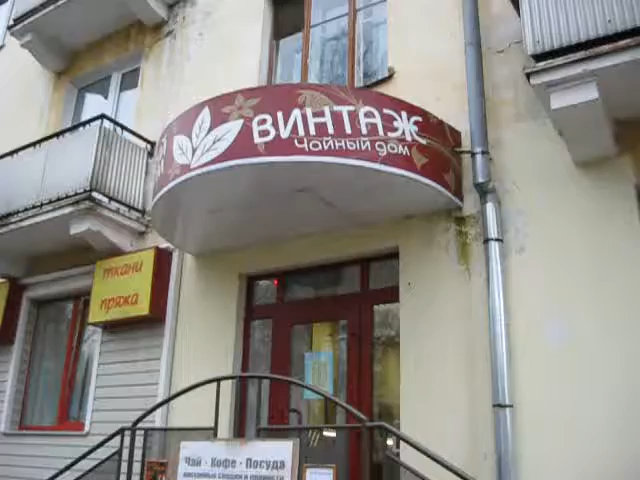 ВИНТАЖ
Чайный дом
ткани
пряжа
Чай · Кофе · Посуда